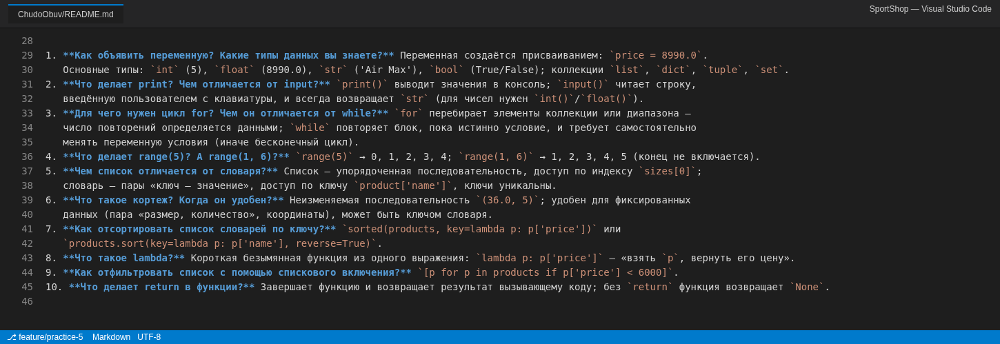 ChudoObuv/README.md
SportShop — Visual Studio Code
28
29 1. **Как объявить переменную? Какие типы данных вы знаете?** Переменная создаётся присваиванием: `price = 8990.0`.
30 Основные типы: `int` (5), `float` (8990.0), `str` ('Air Max'), `bool` (True/False); коллекции `list`, `dict`, `tuple`, `set`.
31 2. **Что делает print? Чем отличается от input?** `print()` выводит значения в консоль; `input()` читает строку,
32 введённую пользователем с клавиатуры, и всегда возвращает `str` (для чисел нужен `int()`/`float()`).
33 3. **Для чего нужен цикл for? Чем он отличается от while?** `for` перебирает элементы коллекции или диапазона —
34 число повторений определяется данными; `while` повторяет блок, пока истинно условие, и требует самостоятельно
35 менять переменную условия (иначе бесконечный цикл).
36 4. **Что делает range(5)? А range(1, 6)?** `range(5)` → 0, 1, 2, 3, 4; `range(1, 6)` → 1, 2, 3, 4, 5 (конец не включается).
37 5. **Чем список отличается от словаря?** Список — упорядоченная последовательность, доступ по индексу `sizes[0]`;
38 словарь — пары «ключ — значение», доступ по ключу `product['name']`, ключи уникальны.
39 6. **Что такое кортеж? Когда он удобен?** Неизменяемая последовательность `(36.0, 5)`; удобен для фиксированных
40 данных (пара «размер, количество», координаты), может быть ключом словаря.
41 7. **Как отсортировать список словарей по ключу?** `sorted(products, key=lambda p: p['price'])` или
42 `products.sort(key=lambda p: p['name'], reverse=True)`.
43 8. **Что такое lambda?** Короткая безымянная функция из одного выражения: `lambda p: p['price']` — «взять `p`, вернуть его цену».
44 9. **Как отфильтровать список с помощью спискового включения?** `[p for p in products if p['price'] < 6000]`.
45 10. **Что делает return в функции?** Завершает функцию и возвращает результат вызывающему коду; без `return` функция возвращает `None`.
46
⎇ feature/practice-5 Markdown UTF-8